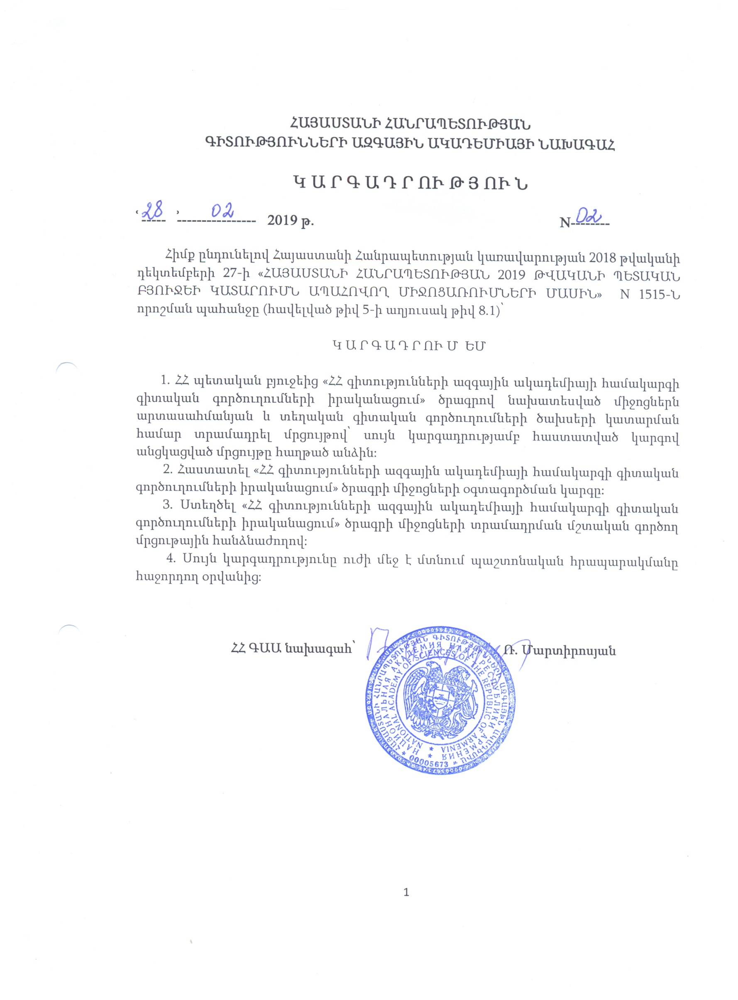 ՀԱՅԱՍՏԱՆԻ ՀԱՆՐԱՊԵՏՈՒԹՅԱՆ
ԳԻՏՈՒԹՅՈՒՆՆԵՐԻ ԱԶԳԱՅԻՆ ԱԿԱԴԵՄԻԱՅԻ ՆԱԽԱԳԱՀ
Կ Ա Ր Գ Ա Դ Ր ՈՒ Թ Յ ՈՒ Ն
‘ 28 ’ 02 2019 թ. N 02
Հիմք ընդունելով Հայաստանի Հանրապետության կառավարության 2018 թվականի
դեկտեմբերի 27-ի «ՀԱՅԱՍՏԱՆԻ ՀԱՆՐԱՊԵՏՈՒԹՅԱՆ 2019 ԹՎԱԿԱՆԻ ՊԵՏԱԿԱՆ
ԲՅՈՒՋԵԻ ԿԱՏԱՐՈՒՄՆ ԱՊԱՀՈՎՈՂ ՄԻՋՈՑԱՌՈՒՄՆԵՐԻ ՄԱՍԻՆ» N 1515-Ն
որոշման պահանջը (հավելված թիվ 5-ի աղյուսակ թիվ 8.1)՝
Կ Ա Ր Գ Ա Դ Ր ՈՒ Մ ԵՄ
1. ՀՀ պետական բյուջեից «ՀՀ գիտությունների ազգային ակադեմիայի համակարգի
գիտական գործուղումների իրականացում» ծրագրով նախատեսված միջոցներն
արտասահմանյան և տեղական գիտական գործուղումների ծախսերի կատարման
համար տրամադրել մրցույթով՝ սույն կարգադրությամբ հաստատված կարգով
անցկացված մրցույթը հաղթած անձին:
2. Հաստատել «ՀՀ գիտությունների ազգային ակադեմիայի համակարգի գիտական
գործուղումների իրականացում» ծրագրի միջոցների օգտագործման կարգը:
3. Ստեղծել «ՀՀ գիտությունների ազգային ակադեմիայի համակարգի գիտական
գործուղումների իրականացում» ծրագրի միջոցների տրամադրման մշտական գործող
մրցութային հանձնաժողով:
4. Սույն կարգադրությունը ուժի մեջ է մտնում պաշտոնական հրապարակմանը
հաջորդող օրվանից:
ՀՀ ԳԱԱ նախագահ՝ Ռ. Մարտիրոսյան
ՀԱՅԱՍՏԱՆԻ ՀԱՆՐԱՊԵՏՈՒԹՅԱՆ ԳԻՏՈՒԹՅՈՒՆՆԵՐԻ ԱԶԳԱՅԻՆ ԱԿԱԴԵՄԻԱ * 00005673 *
НАЦИОНАЛЬНАЯ АКАДЕМИЯ НАУК РЕСПУБЛИКИ АРМЕНИЯ *
NATIONAL ACADEMY OF SCIENCES OF THE REPUBLIC OF ARMENIA *
1